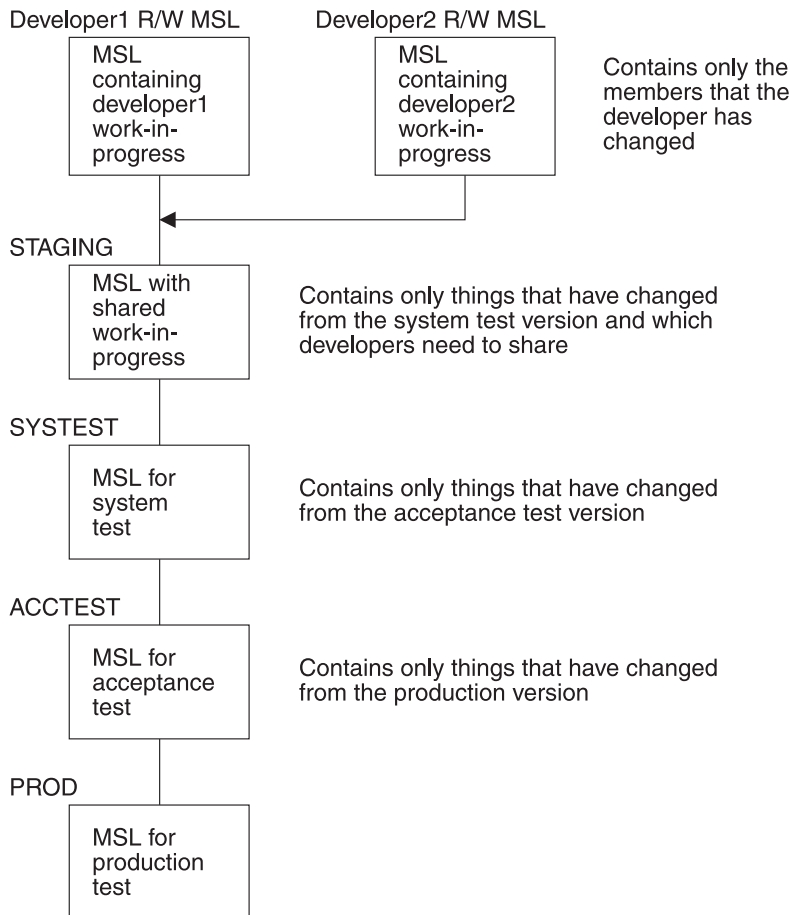 Developer1 R/W MSL
Developer2 R/W MSL
MSL
containing
developer1
work-in-
progress
MSL
containing
developer2
work-in-
progress
Contains only the
members that the
developer has
changed
STAGING
MSL with
shared
work-in-
progress
Contains only things that have changed
from the system test version and which
developers need to share
SYSTEST
MSL for
system
test
Contains only things that have changed
from the acceptance test version
ACCTEST
MSL for
acceptance
test
Contains only things that have changed
from the production version
PROD
MSL for
production
test